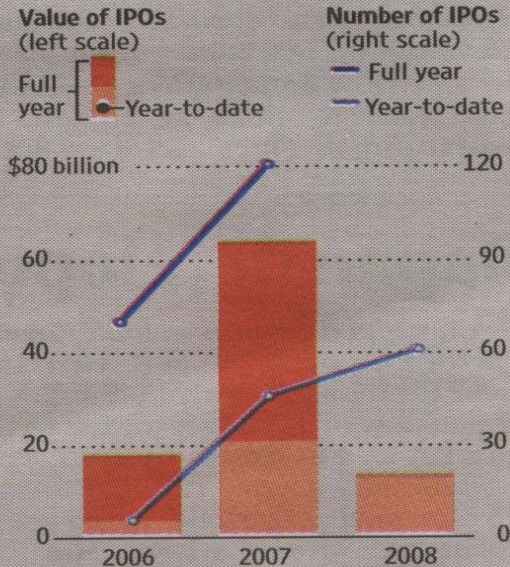 Value of IPOs
(left scale)
Full
year
Year-to-date
Number of IPOs
(right scale)
Full year
Year-to-date
$80 billion 120
60 90
40 60
20 30
0 0
2006 2007 2008